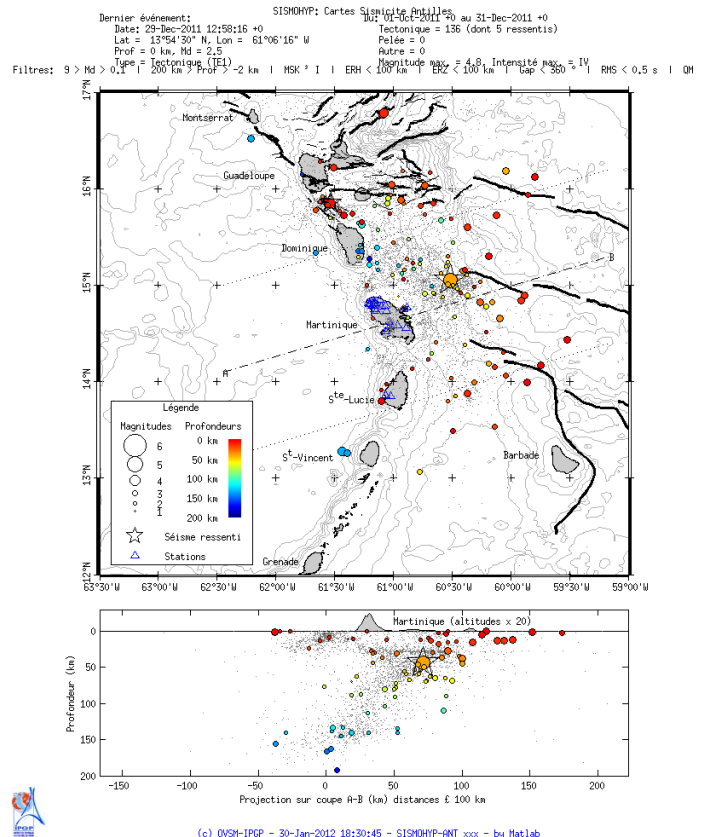 SISMOHYP: Cartes Sismicite Antilles
Dernier événement:
Date: 29-Dec-2011 12:58:16 +0
Lat = 13°54'30" N, Lon = 61°06'16" W
Prof = 0 km, Md = 2.5
Type = Tectonique (TE1)
Du: 01-Oct-2011 +0 au 31-Dec-2011 +0
Tectonique = 136 (dont 5 ressentis)
Pelée = 0
Autre = 0
Magnitude max. = 4.8, Intensité max. = IV
Filtres: 9 > Md > 0.1 | 200 km > Prof > -2 km | MSK ³ I | ERH < 100 km | ERZ < 100 km | Gap < 360 ° | RMS < 0.5 s | QM
17°N
Montserrat
Guadeloupe
16°N
Dominique
B
15°N
Martinique
A
14°N
Ste-Lucie
St-Vincent
Barbade
13°N
Grenade
12°N
Légende
Magnitudes
Profondeurs
6
5
4
3
2
1
0 km
50 km
100 km
150 km
200 km
Séisme ressenti
Stations
63°30'W
63°00'W
62°30'W
62°00'W
61°30'W
61°00'W
60°30'W
60°00'W
59°30'W
59°00'W
Martinique (altitudes x 20)
Profondeur (km)
0
50
100
150
200
-150
-100
-50
0
50
100
150
200
Projection sur coupe A-B (km) distances £ 100 km
IPGP
(c) OVSM-IPGP - 30-Jan-2012 18:30:45 - SISMOHYP-ANT xxx - by Matlab